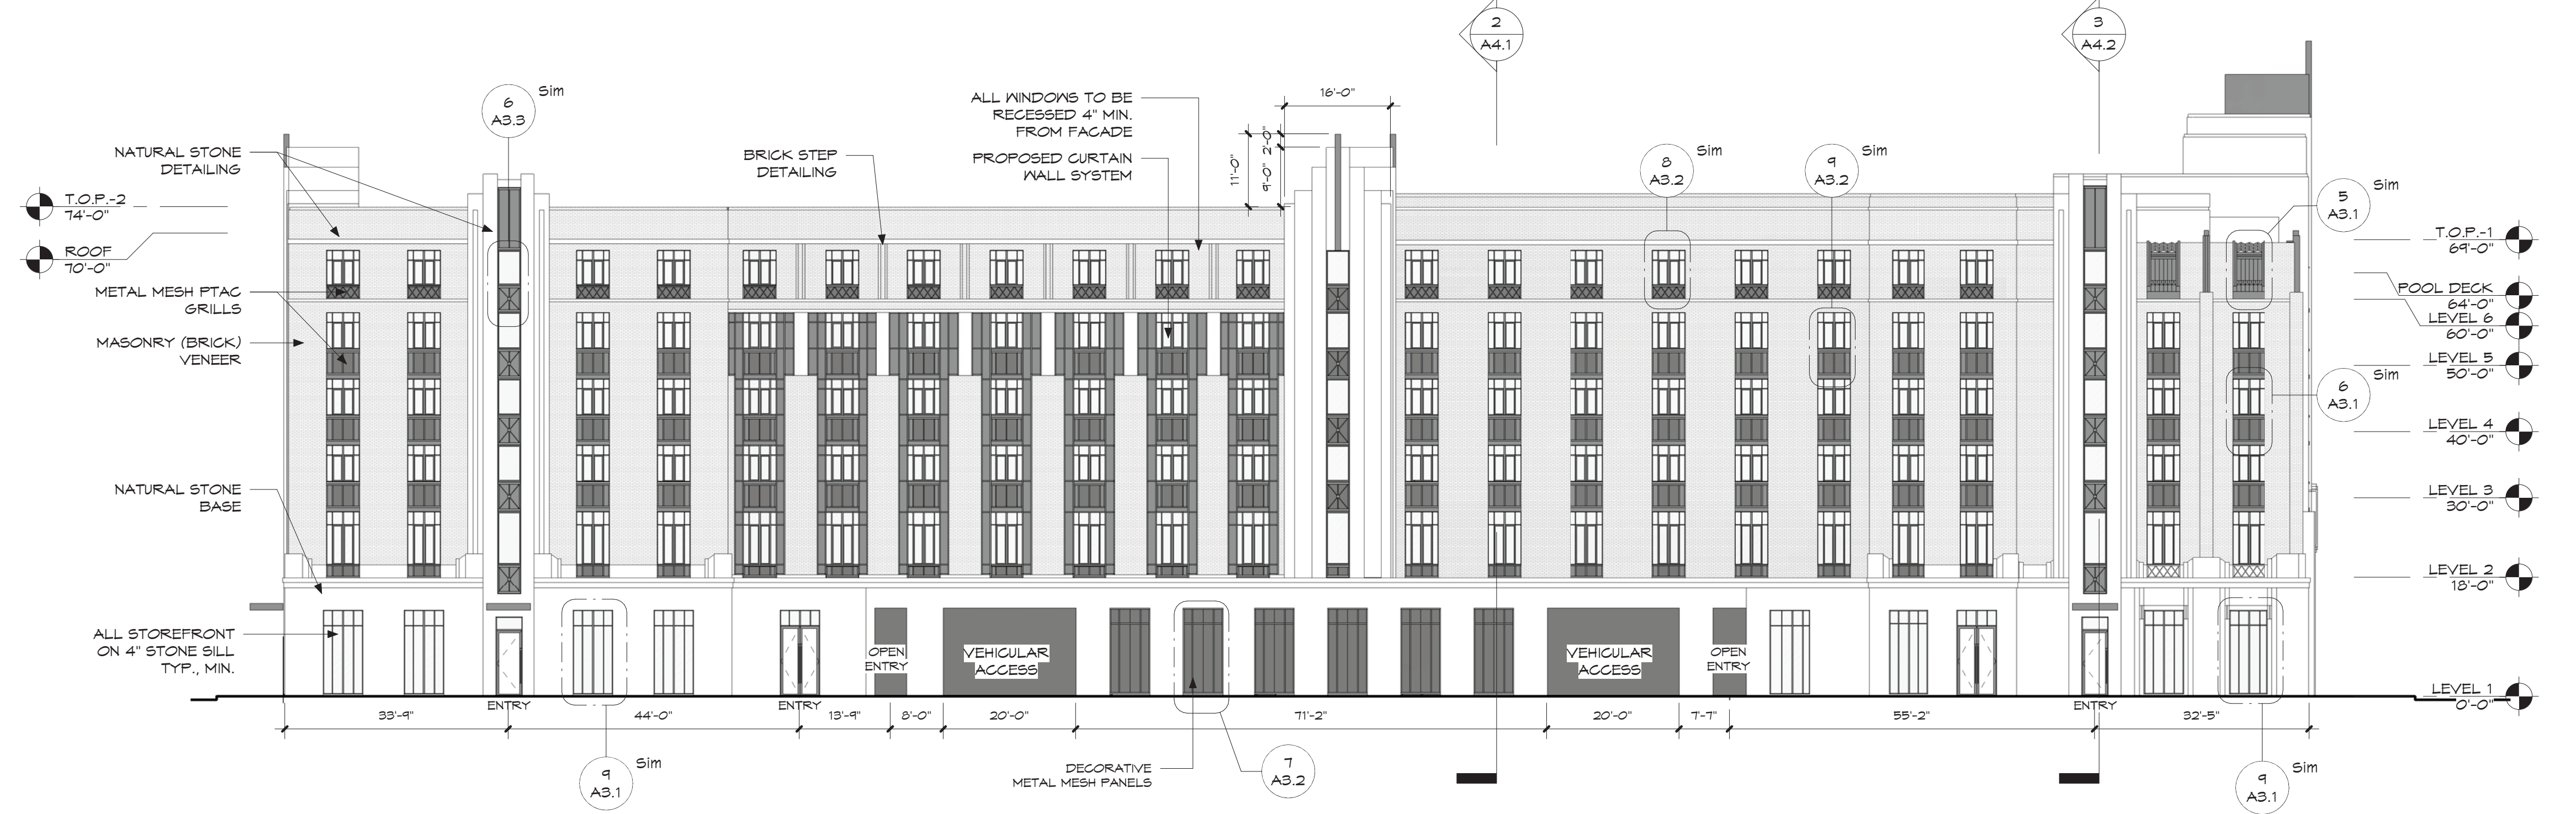 2
A4.1
3
A4.2
6
A3.3
Sim
ALL WINDOWS TO BE
RECESSED 4" MIN.
FROM FACADE
16'-0"
11'-0"
9'-0"
2'-0"
NATURAL STONE
DETAILING
BRICK STEP
DETAILING
PROPOSED CURTAIN
WALL SYSTEM
8
A3.2
Sim
9
A3.2
Sim
5
A3.1
Sim
T.O.P.-2
74'-0"
ROOF
70'-0"
T.O.P.-1
69'-0"
METAL MESH PTAC
GRILLS
POOL DECK
64'-0"
LEVEL 6
60'-0"
MASONRY (BRICK)
VENEER
LEVEL 5
50'-0"
6
A3.1
Sim
LEVEL 4
40'-0"
NATURAL STONE
BASE
LEVEL 3
30'-0"
LEVEL 2
18'-0"
ALL STOREFRONT
ON 4" STONE SILL
TYP., MIN.
OPEN
ENTRY
VEHICULAR
ACCESS
VEHICULAR
ACCESS
OPEN
ENTRY
LEVEL 1
0'-0"
ENTRY
ENTRY
ENTRY
33'-9"
44'-0"
13'-9"
8'-0"
20'-0"
71'-2"
20'-0"
7'-7"
55'-2"
32'-5"
9
A3.1
Sim
DECORATIVE
METAL MESH PANELS
7
A3.2
Sim
9
A3.1
Sim